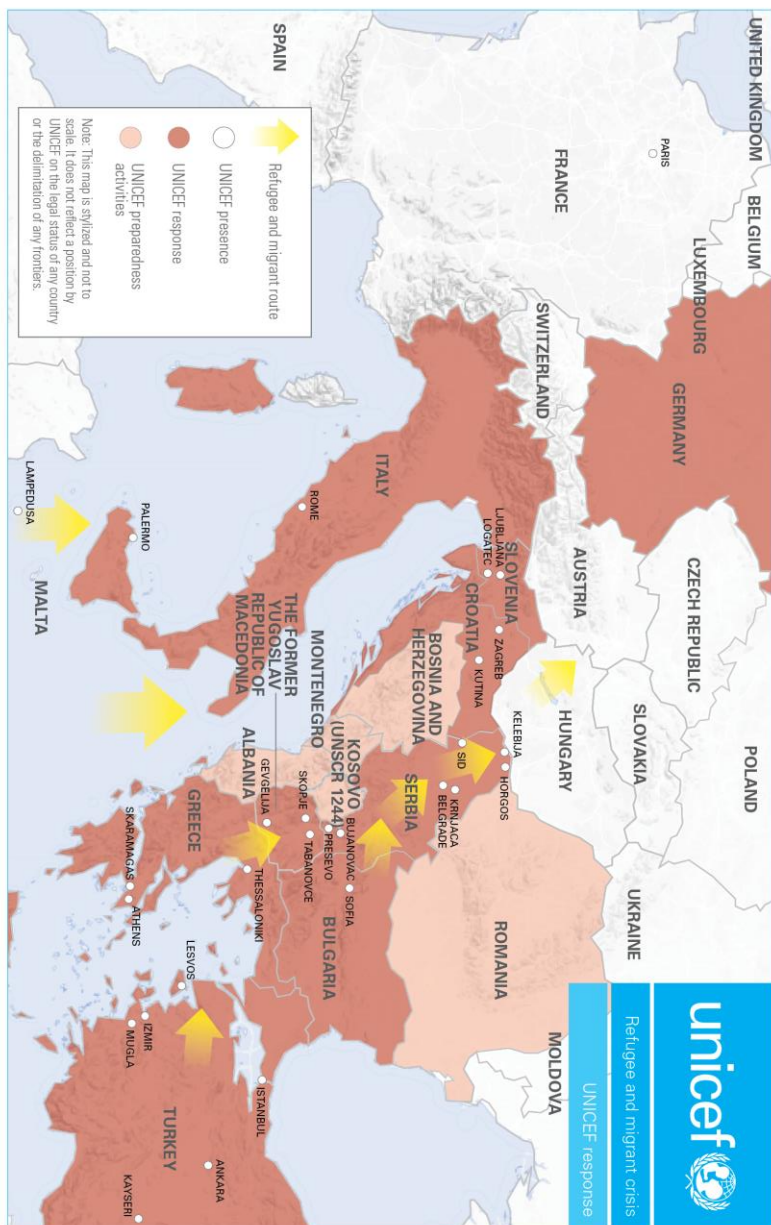 unicef
Refugee and migrant crisis
UNICEF response
UNITED KINGDOM
BELGIUM
LUXEMBOURG
GERMANY
POLAND
CZECH REPUBLIC
SLOVAKIA
UKRAINE
MOLDOVA
PARIS
FRANCE
SWITZERLAND
AUSTRIA
HUNGARY
ROMANIA
SLOVENIA
LJUBLJANA
LOGATEC
ZAGREB
CROATIA
KUTINA
KELEBIJA
HORGOS
SID
KRNJACA
BELGRADE
SERBIA
BOSNIA AND
HERZEGOVINA
ITALY
ROME
MONTENEGRO
KOSOVO
(UNSCR 1244)
BUJANOVAC
PRESEVO
SOFIA
BULGARIA
THE FORMER
YUGOSLAV
REPUBLIC OF
MACEDONIA
SKOPJE
TABANOVCE
ALBANIA
GEVGELIJA
GREECE
THESSALONIKI
SKARAMAGAS
ATHENS
LESVOS
ISTANBUL
IZMIR
MUGLA
TURKEY
ANKARA
KAYSERI
SPAIN
PALERMO
LAMPEDUSA
MALTA
Refugee and migrant route
UNICEF presence
UNICEF response
UNICEF preparedness
activities
Note: This map is stylized and not to
scale. It does not reflect a position by
UNICEF on the legal status of any country
or the delimitation of any frontiers.